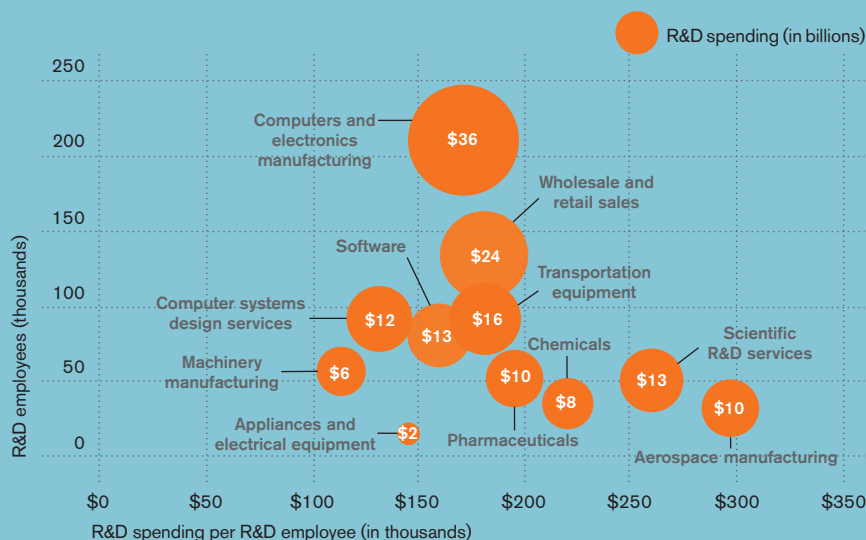 R&D spending (in billions)
250
200
150
100
50
0
R&D employees (thousands)
Computers and
electronics
manufacturing
$36
Wholesale and
retail sales
$24
Software
$13
Transportation
equipment
$16
Computer systems
design services
$12
Machinery
manufacturing
$6
Appliances and
electrical equipment
$2
Pharmaceuticals
$10
Chemicals
$8
Scientific
R&D services
$13
Aerospace manufacturing
$10
$0
$50
$100
$150
$200
$250
$300
$350
R&D spending per R&D employee (in thousands)